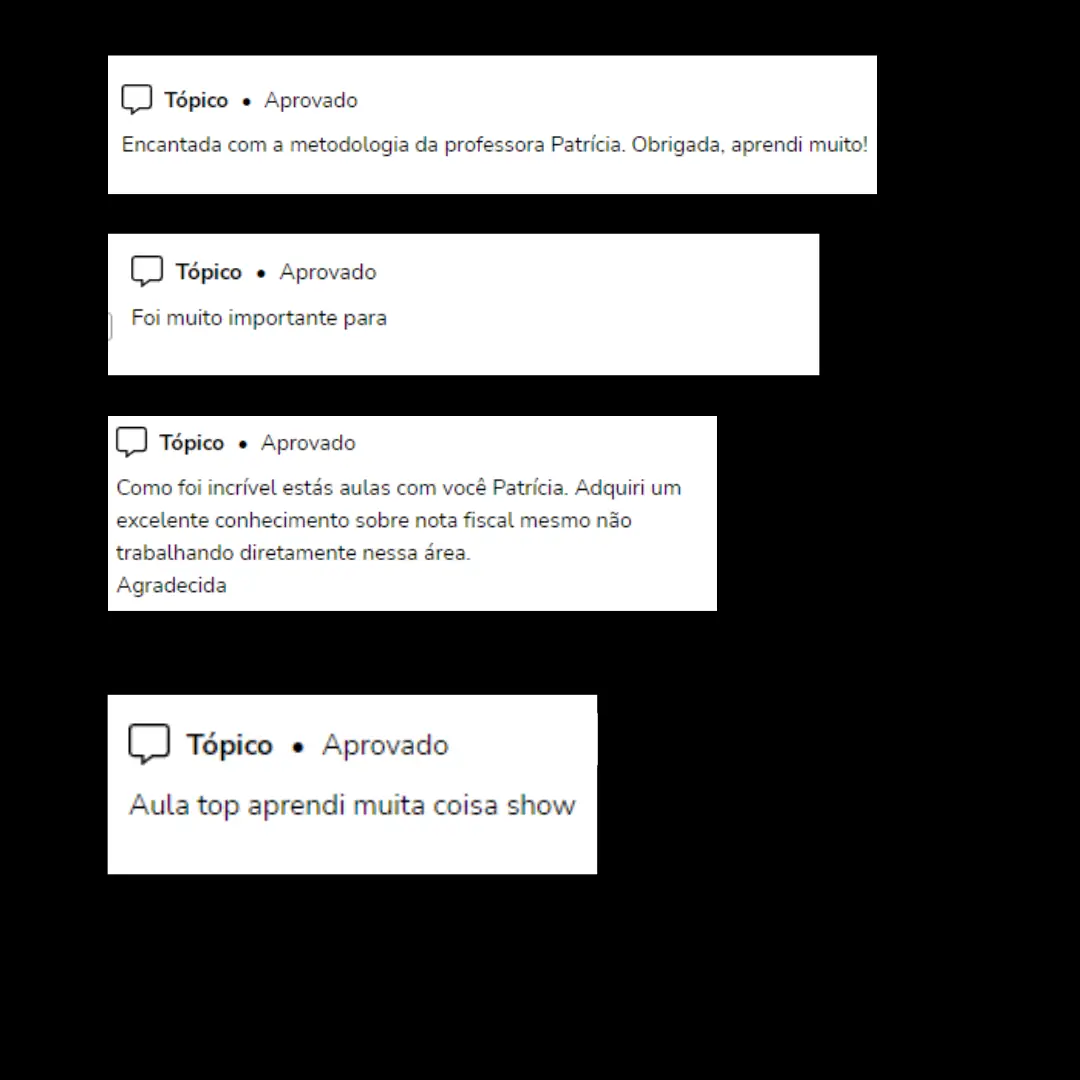 Tópico • Aprovado
Encantada com a metodologia da professora Patrícia. Obrigada, aprendi muito!
Tópico • Aprovado
Foi muito importante para
Tópico • Aprovado
Como foi incrível estás aulas com você Patrícia. Adquiri um
excelente conhecimento sobre nota fiscal mesmo não
trabalhando diretamente nessa área.
Agradecida
Tópico • Aprovado
Aula top aprendi muita coisa show